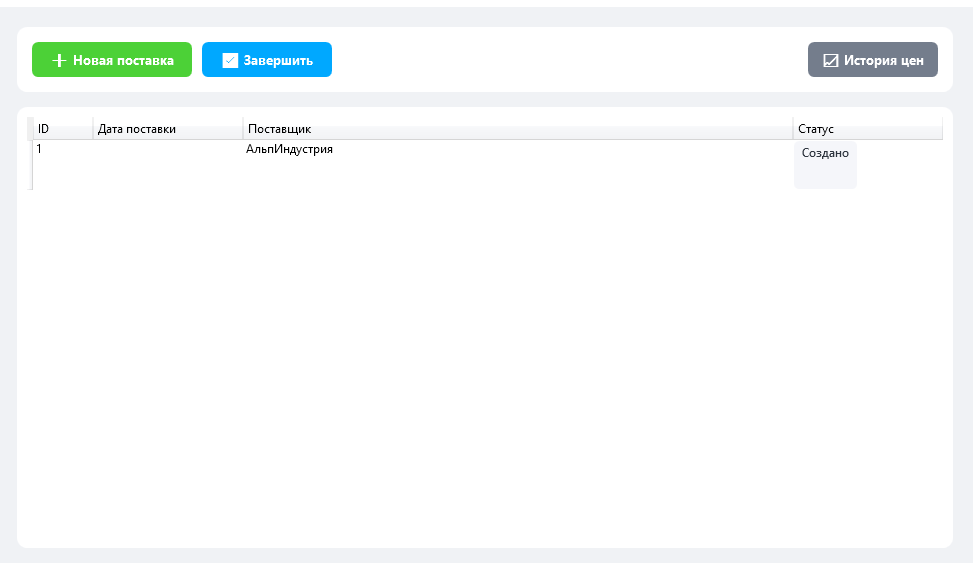 Новая поставка Завершить История цен
ID Дата поставки Поставщик Статус
1 АльпИндустрия Создано